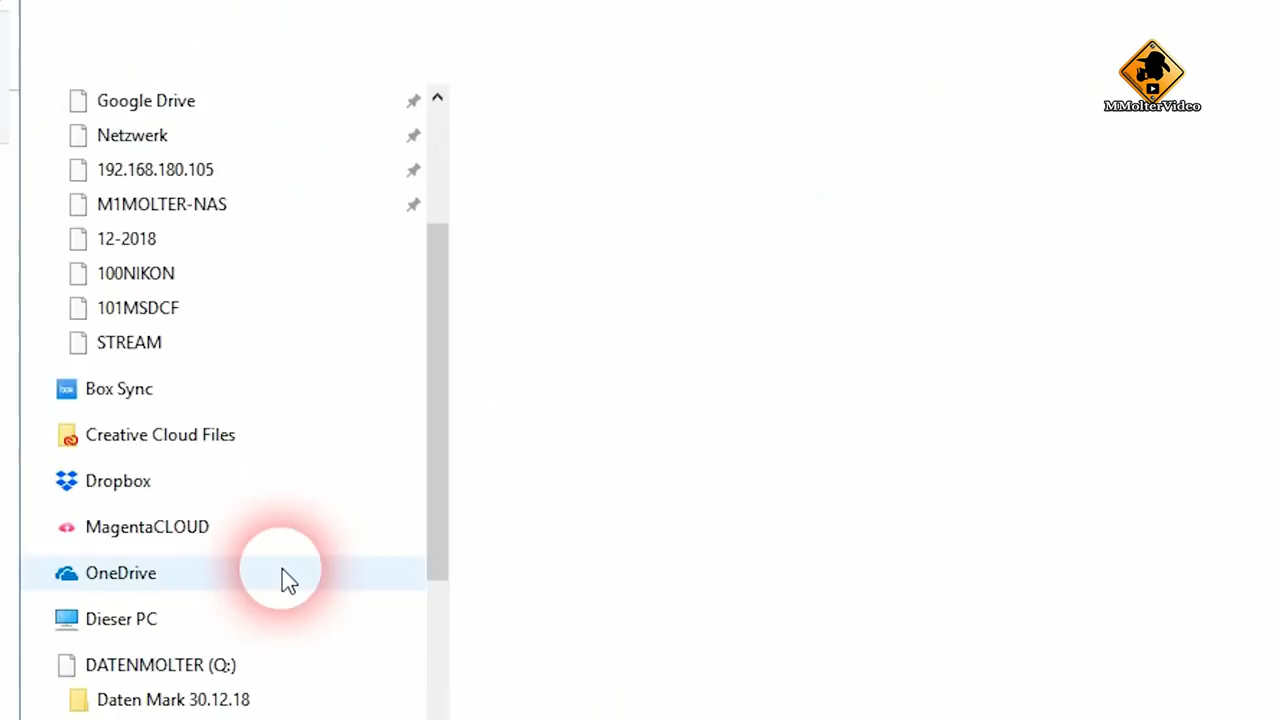 MMolterVideo
Google Drive
Netzwerk
192.168.180.105
M1MOLTER-NAS
12-2018
100NIKON
101MSDCF
STREAM
box
Box Sync
Creative Cloud Files
Dropbox
MagentaCLOUD
OneDrive
Dieser PC
DATENMOLTER (Q:)
Daten Mark 30.12.18